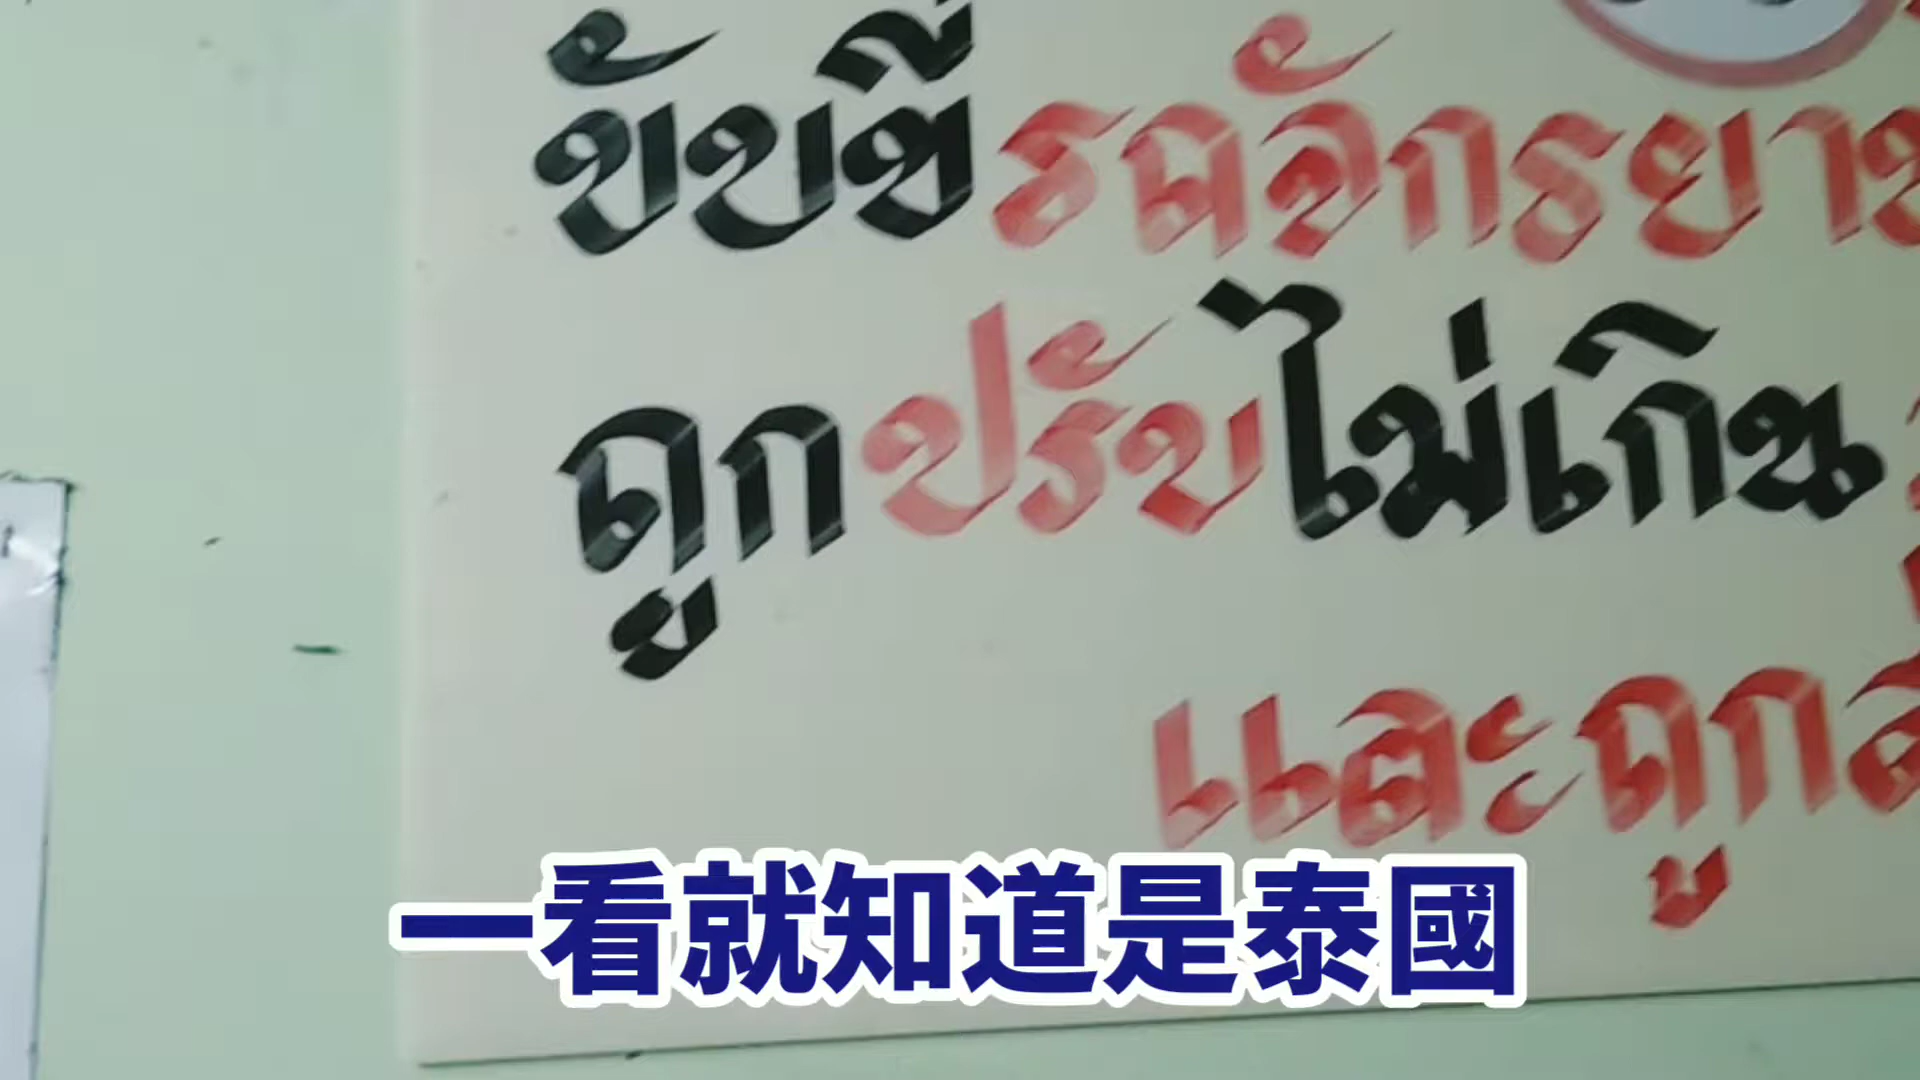 ขับขี่รถจักรยาน
ถูกปรับไม่เกิน
และถูก
一看就知道是泰國